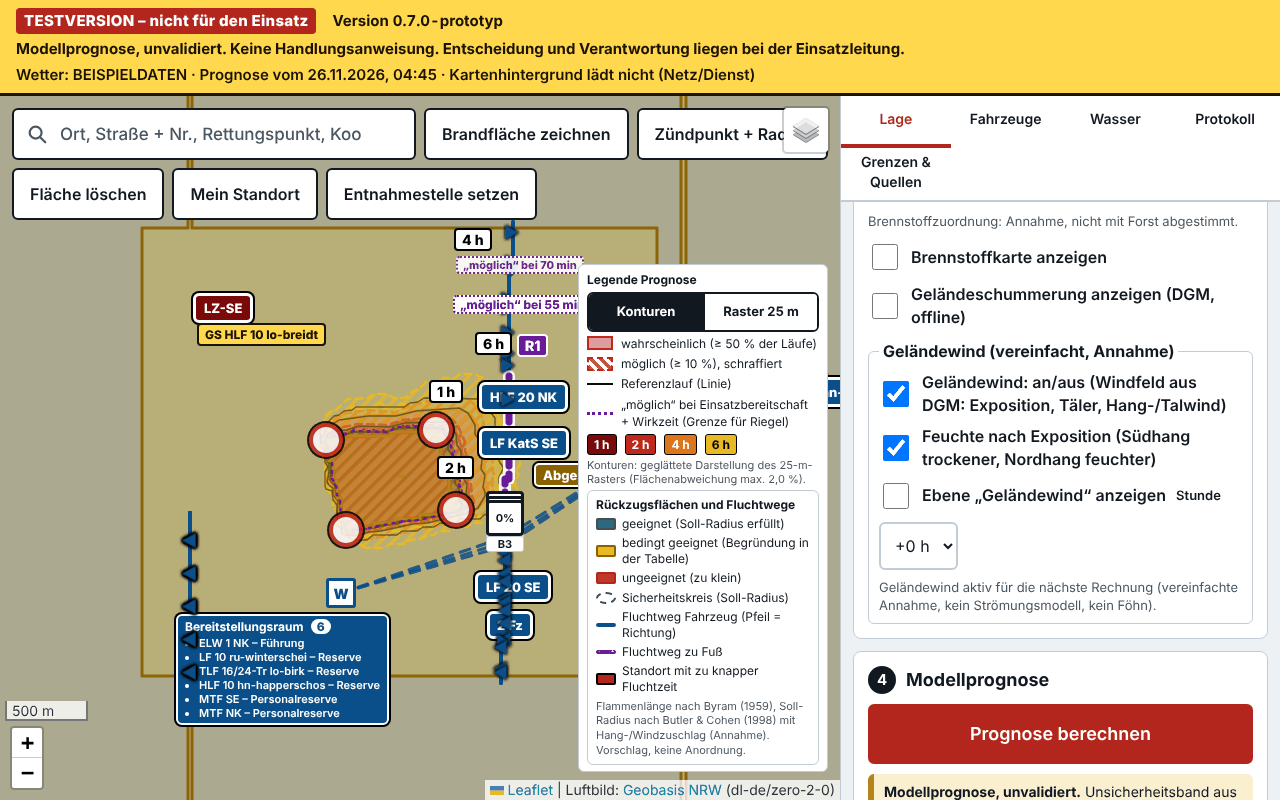 TESTVERSION – nicht für den Einsatz Version 0.7.0-prototyp
Modellprognose, unvalidiert. Keine Handlungsanweisung. Entscheidung und Verantwortung liegen bei der Einsatzleitung.
Wetter: BEISPIELDATEN · Prognose vom 26.11.2026, 04:45 · Kartenhintergrund lädt nicht (Netz/Dienst)
Ort, Straße + Nr., Rettungspunkt, Koo
Brandfläche zeichnen
Zündpunkt + Rad
Fläche löschen
Mein Standort
Entnahmestelle setzen
4 h
„möglich“ bei 70 min
„möglich“ bei 55 mi
LZ-SE
GS HLF 10 lo-breidt
6 h
R1
1 h
HLF 20 NK
LF KatS SE
2 h
Abge
0%
B3
W
LF 20 SE
Bereitstellungsraum 6
ELW 1 NK – Führung
LF 10 ru-winterschei – Reserve
TLF 16/24-Tr lo-birk – Reserve
HLF 10 hn-happerschos – Reserve
MTF SE – Personalreserve
MTF NK – Personalreserve
500 m
+
−
Legende Prognose
Konturen
Raster 25 m
wahrscheinlich (≥ 50 % der Läufe)
möglich (≥ 10 %), schraffiert
Referenzlauf (Linie)
„möglich“ bei Einsatzbereitschaft
+ Wirkzeit (Grenze für Riegel)
1 h 2 h 4 h 6 h
Konturen: geglättete Darstellung des 25-m-
Rasters (Flächenabweichung max. 2,0 %).
Rückzugsflächen und Fluchtwege
geeignet (Soll-Radius erfüllt)
bedingt geeignet (Begründung in
der Tabelle)
ungeeignet (zu klein)
Sicherheitskreis (Soll-Radius)
Fluchtweg Fahrzeug (Pfeil =
Richtung)
Fluchtweg zu Fuß
Standort mit zu knapper
Fluchtzeit
Flammenlänge nach Byram (1959), Soll-
Radius nach Butler & Cohen (1998) mit
Hang-/Windzuschlag (Annahme).
Vorschlag, keine Anordnung.
Leaflet | Luftbild: Geobasis NRW (dl-de/zero-2-0)
Lage
Fahrzeuge
Wasser
Protokoll
Grenzen &
Quellen
Brennstoffzuordnung: Annahme, nicht mit Forst abgestimmt.
Brennstoffkarte anzeigen
Geländeschummerung anzeigen (DGM,
offline)
Geländewind (vereinfacht, Annahme)
Geländewind: an/aus (Windfeld aus
DGM: Exposition, Täler, Hang-/Talwind)
Feuchte nach Exposition (Südhang
trockener, Nordhang feuchter)
Ebene „Geländewind“ anzeigen Stunde
+0 h
Geländewind aktiv für die nächste Rechnung (vereinfachte
Annahme, kein Strömungsmodell, kein Föhn).
4 Modellprognose
Prognose berechnen
Modellprognose, unvalidiert. Unsicherheitsband aus